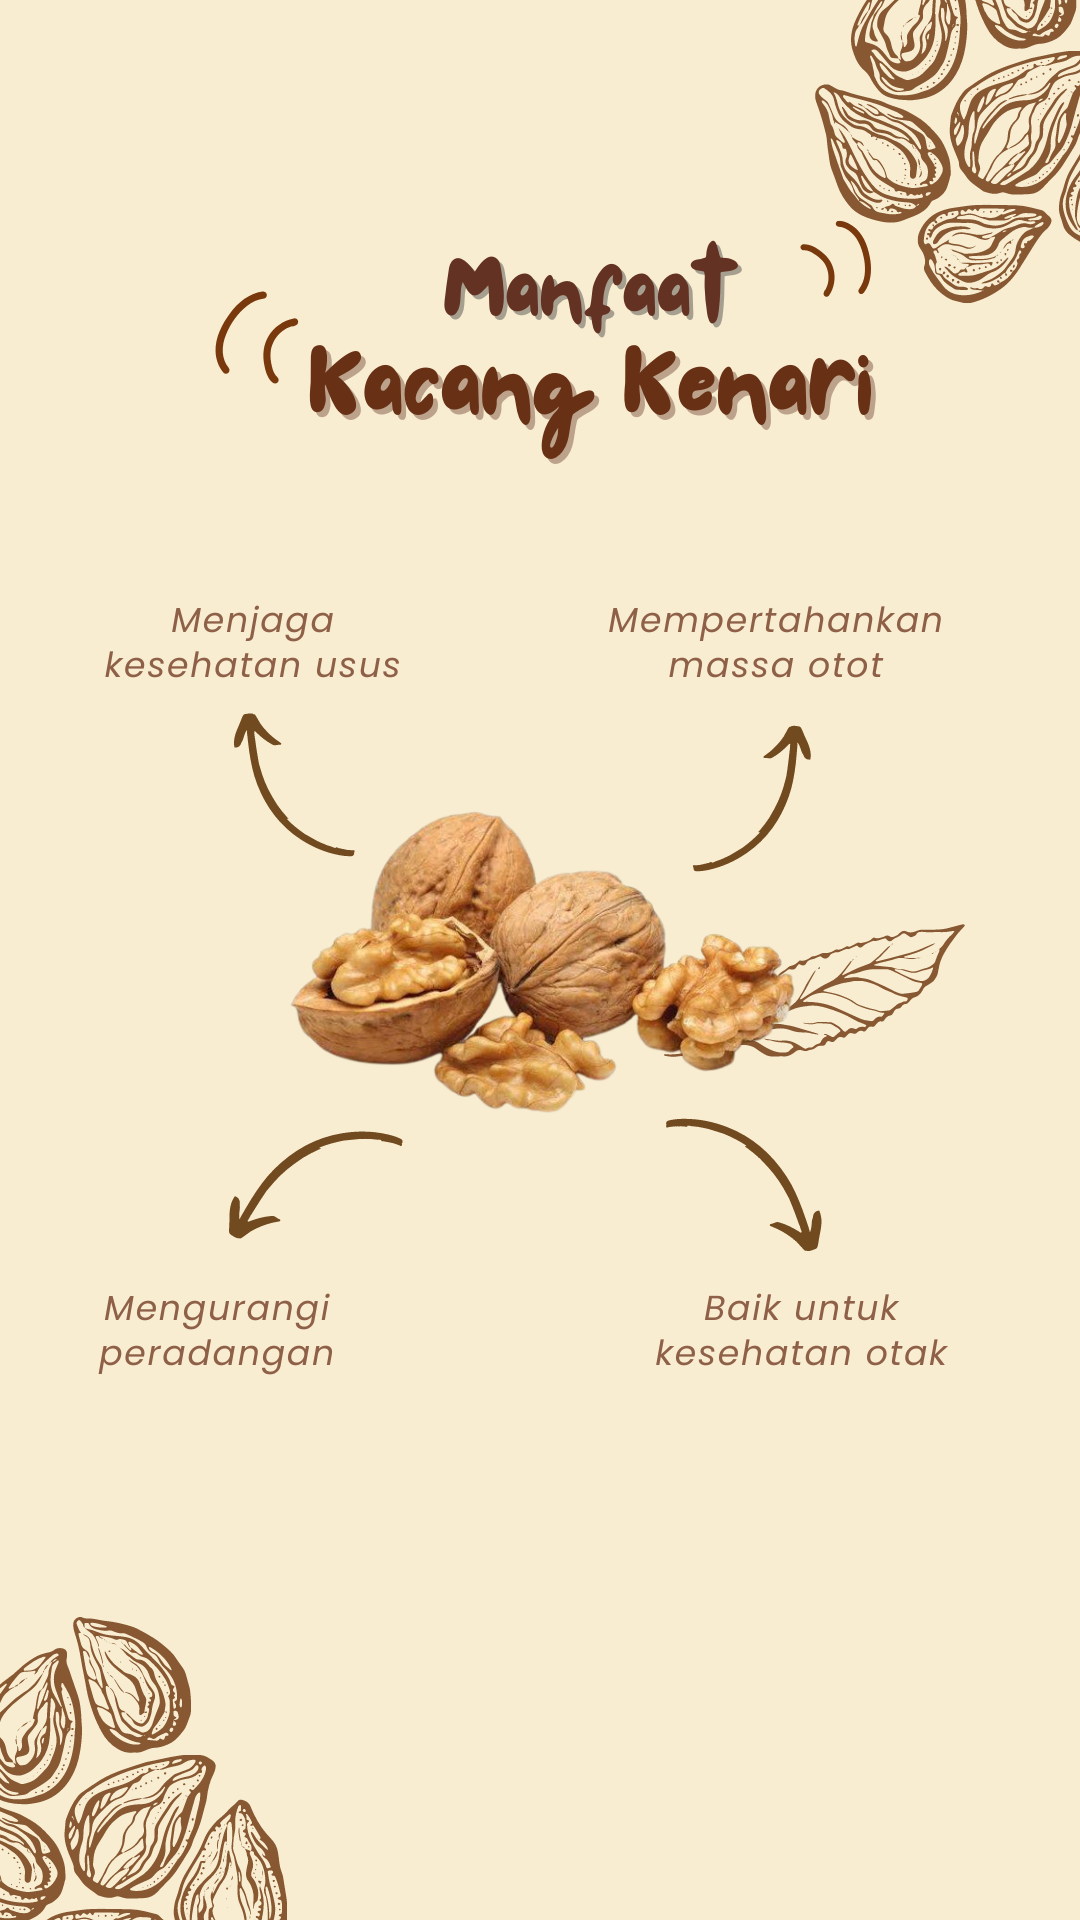 Manfaat
Kacang Kenari
Menjaga
kesehatan usus
Mempertahankan
massa otot
Mengurangi
peradangan
Baik untuk
kesehatan otak